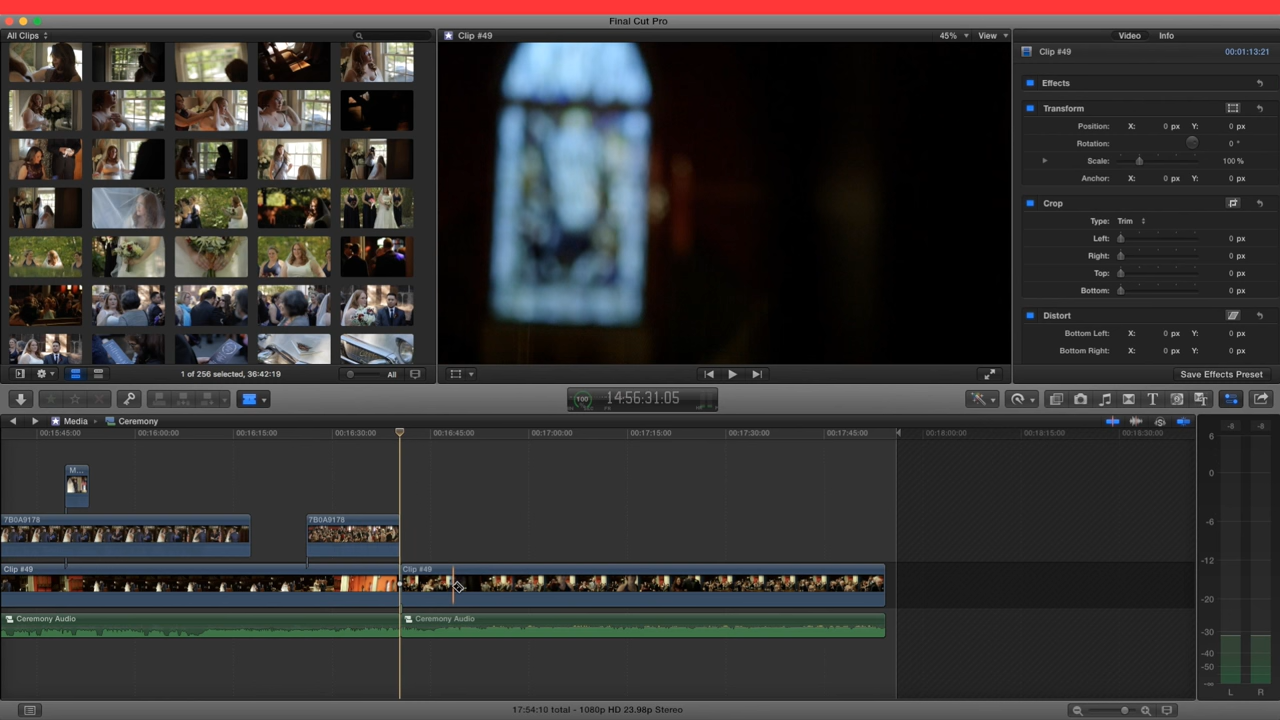 Final Cut Pro
All Clips
Clip #49
45%
View
Video
Info
Clip #49
00:01:13:21
Effects
Transform
Position: X: 0 px Y: 0 px
Rotation: 0 °
Scale: 100 %
Anchor: X: 0 px Y: 0 px
Crop
Type: Trim
Left: 0 px
Right: 0 px
Top: 0 px
Bottom: 0 px
Distort
Bottom Left: X: 0 px Y: 0 px
Bottom Right: X: 0 px Y: 0 px
1 of 256 selected, 36:42:19
All
Save Effects Preset
100
14:56:31:05
Media
Ceremony
00:15:45:00
00:16:00:00
00:16:15:00
00:16:30:00
00:16:45:00
00:17:00:00
00:17:15:00
00:17:30:00
00:17:45:00
00:18:00:00
00:18:15:00
00:18:30:00
-8 -8
6
0
-6
-12
-20
-30
-40
-50
-∞
L R
M...
7B0A9178
7B0A9178
Clip #49
Clip #49
Ceremony Audio
Ceremony Audio
17:54:10 total - 1080p HD 23.98p Stereo